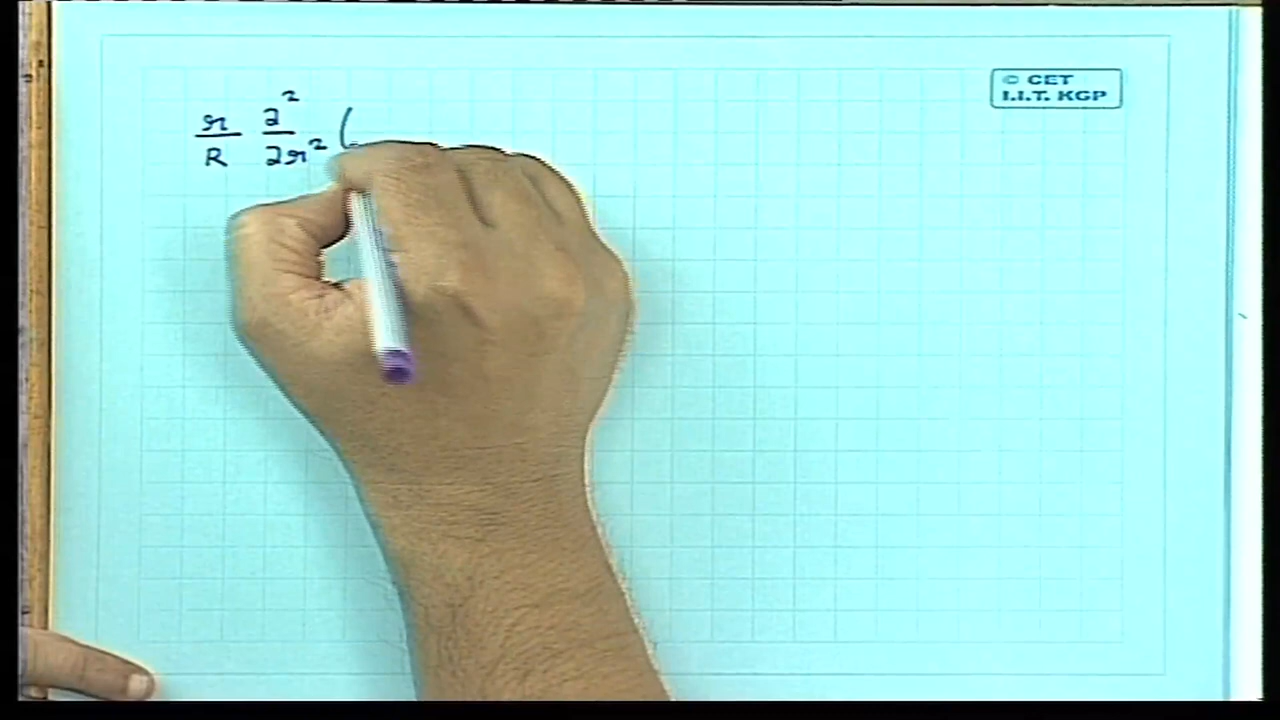 r/R ∂²/∂r² (
© CET
I.I.T. KGP